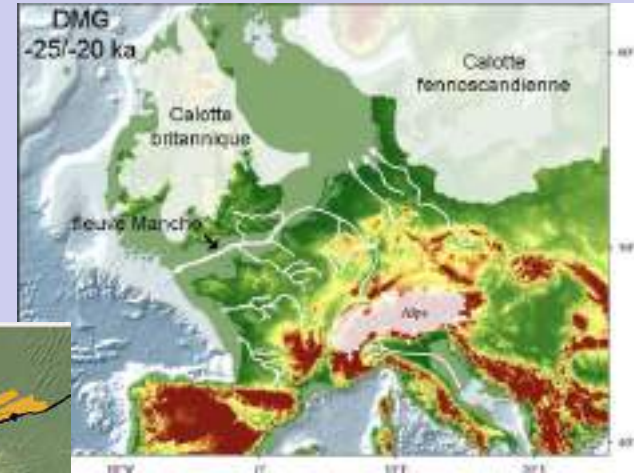 DMG
-25/-20 ka
Calotte
fennoscandienne
Calotte
britannique
fleuve Manche
Alps